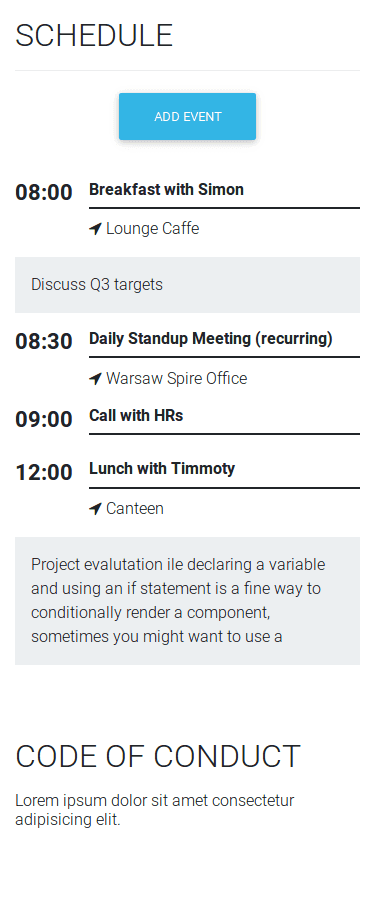 SCHEDULE
ADD EVENT
08:00 Breakfast with Simon
Lounge Caffe
Discuss Q3 targets
08:30 Daily Standup Meeting (recurring)
Warsaw Spire Office
09:00 Call with HRs
12:00 Lunch with Timmoty
Canteen
Project evalutation ile declaring a variable
and using an if statement is a fine way to
conditionally render a component,
sometimes you might want to use a
CODE OF CONDUCT
Lorem ipsum dolor sit amet consectetur
adipisicing elit.